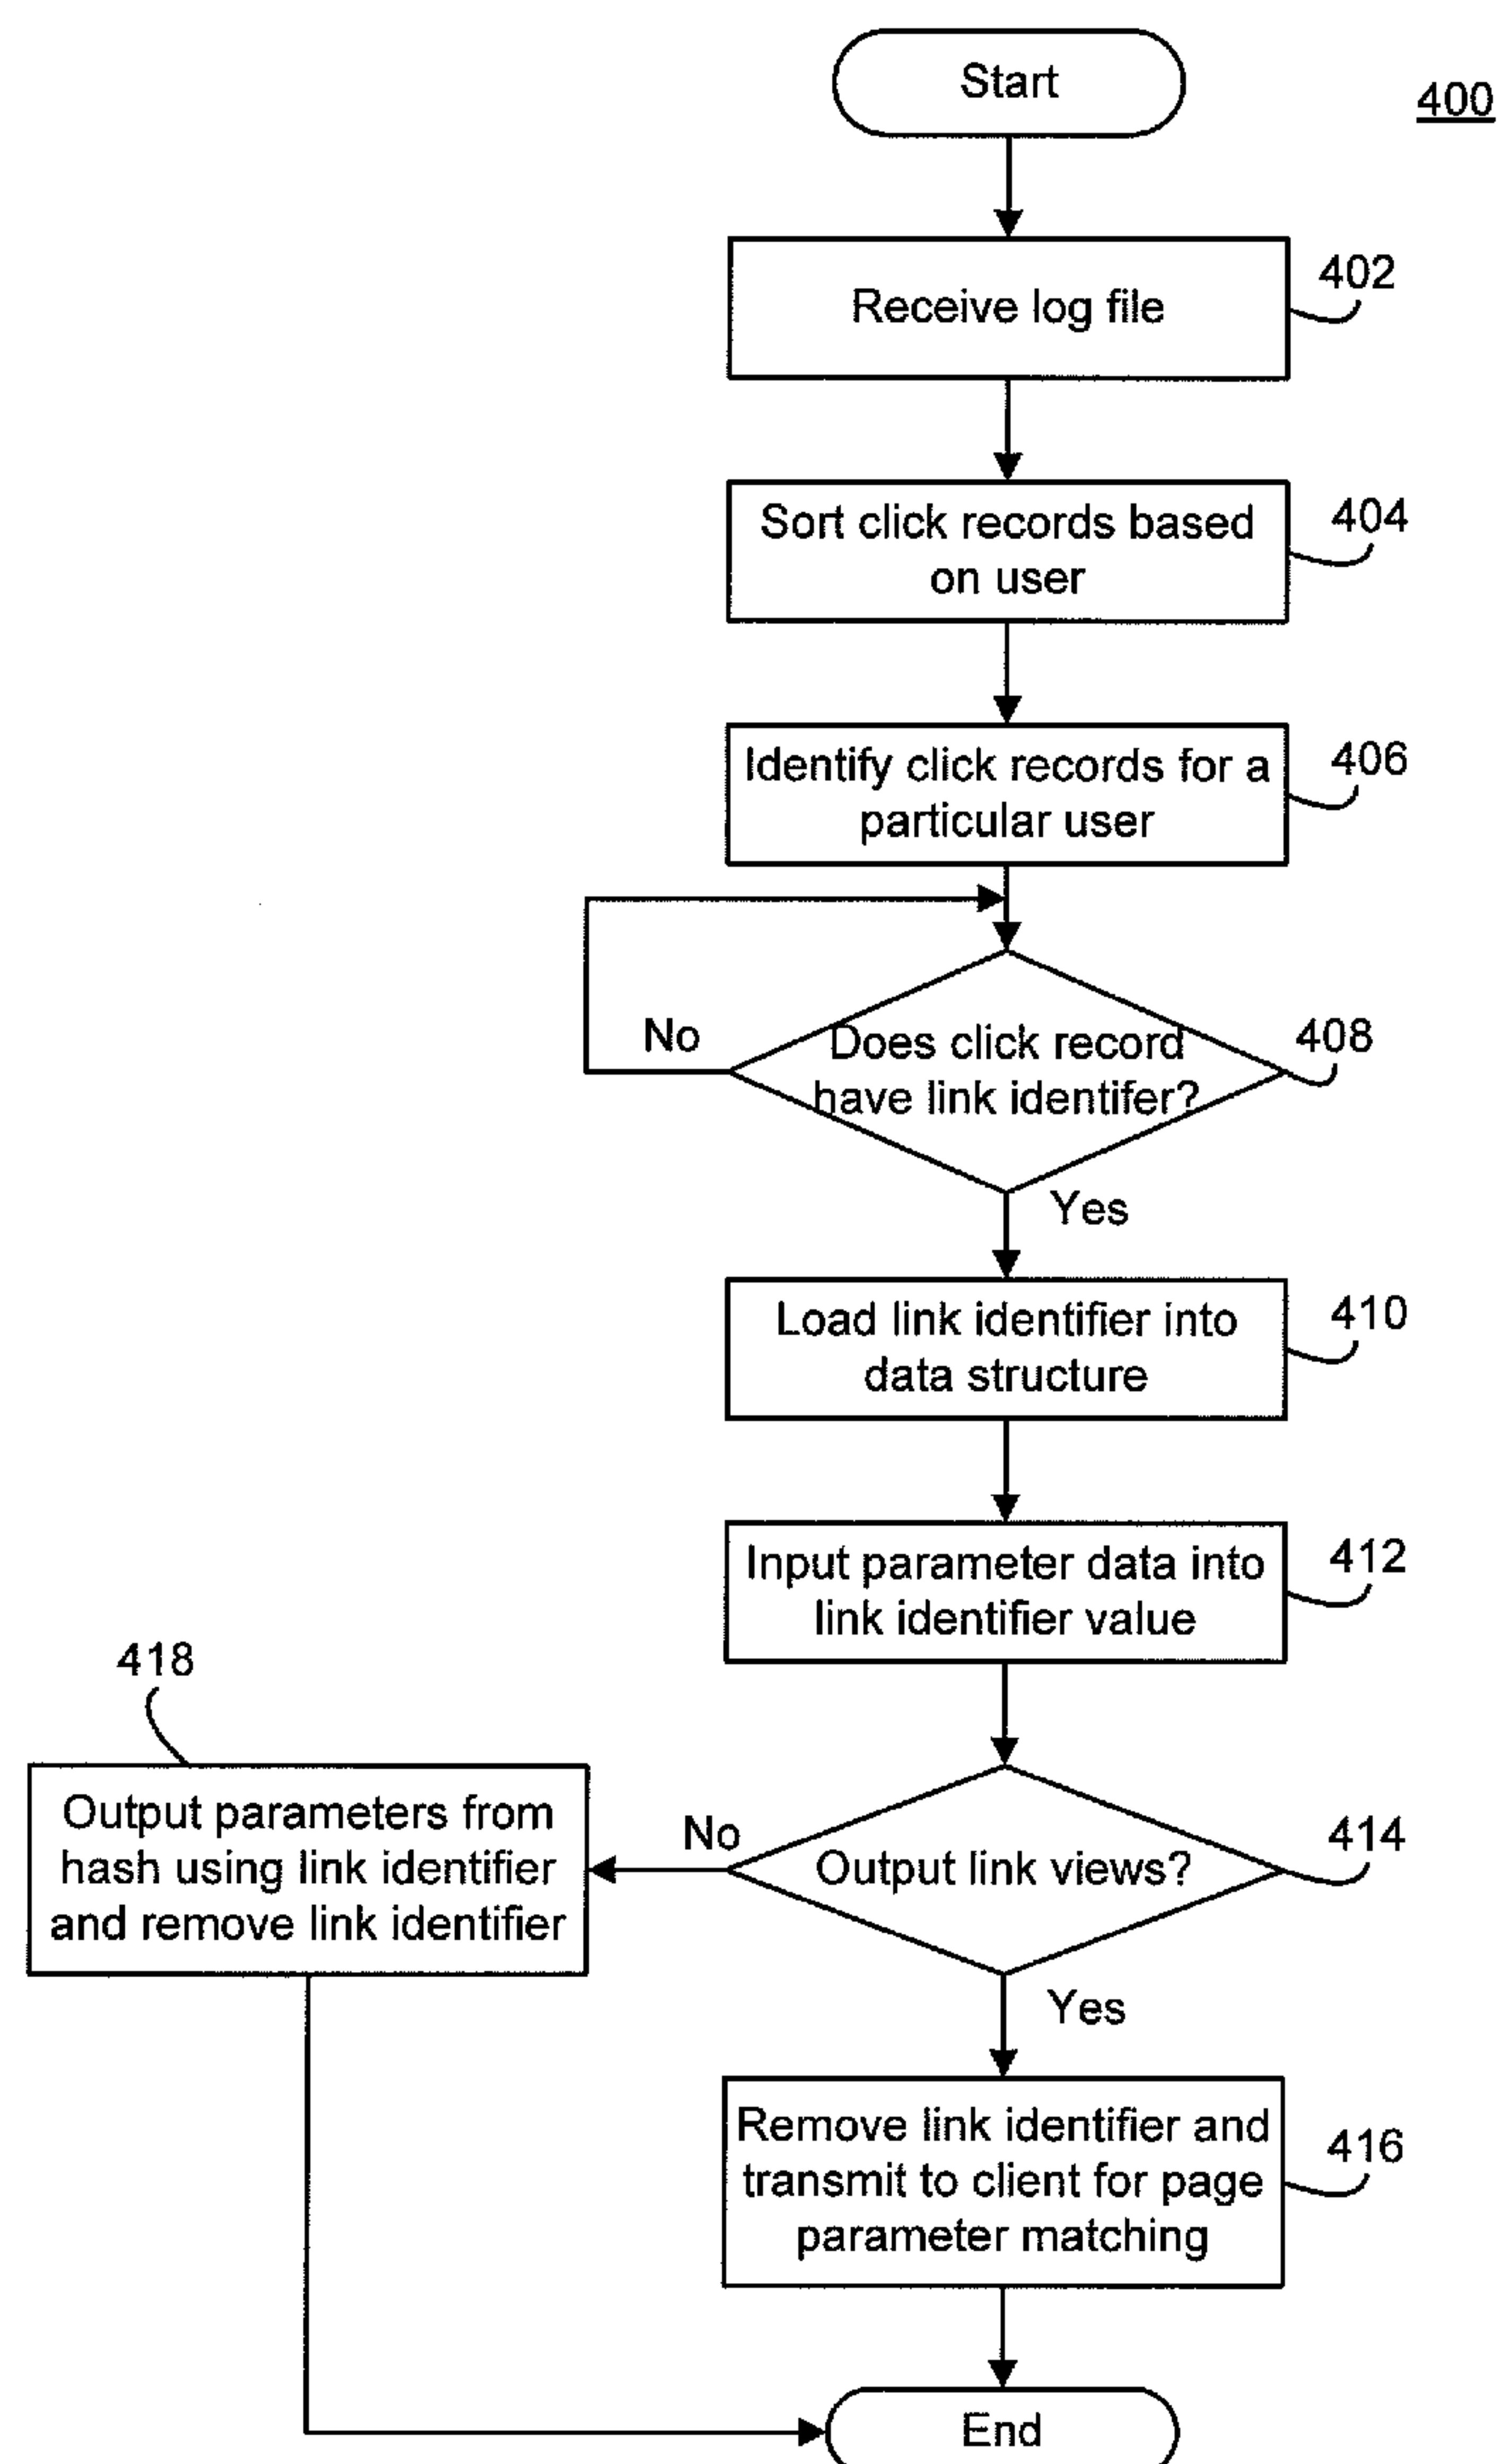 Start
400
Receive log file
402
Sort click records based
on user
404
Identify click records for a
particular user
406
No
Does click record
have link identifer?
408
Yes
Load link identifier into
data structure
410
Input parameter data into
link identifier value
412
418
Output parameters from
hash using link identifier
and remove link identifier
No
Output link views?
414
Yes
Remove link identifier and
transmit to client for page
parameter matching
416
End